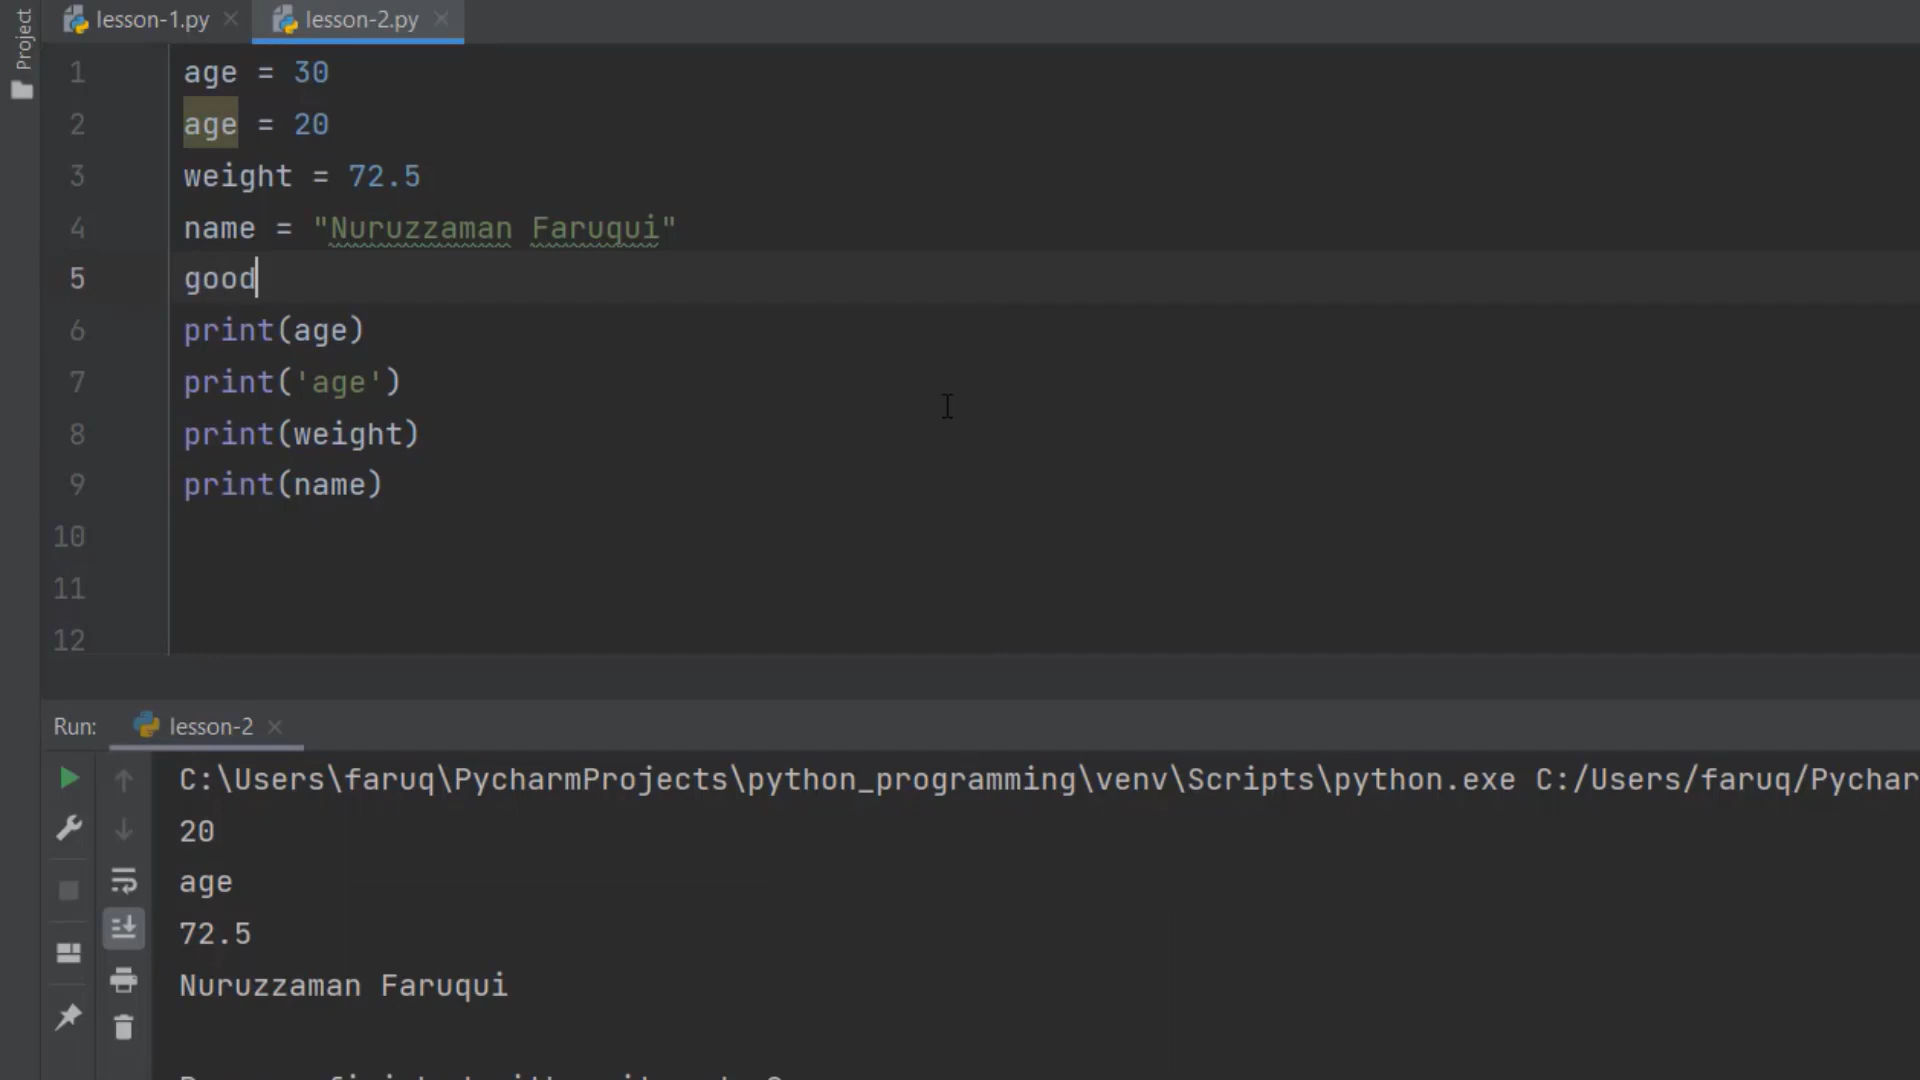 Project
lesson-1.py
lesson-2.py
1 age = 30
2 age = 20
3 weight = 72.5
4 name = "Nuruzzaman Faruqui"
5 good
6 print(age)
7 print('age')
8 print(weight)
9 print(name)
10
11
12
Run: lesson-2
C:\Users\faruq\PycharmProjects\python_programming\venv\Scripts\python.exe C:/Users/faruq/Pychar
20
age
72.5
Nuruzzaman Faruqui